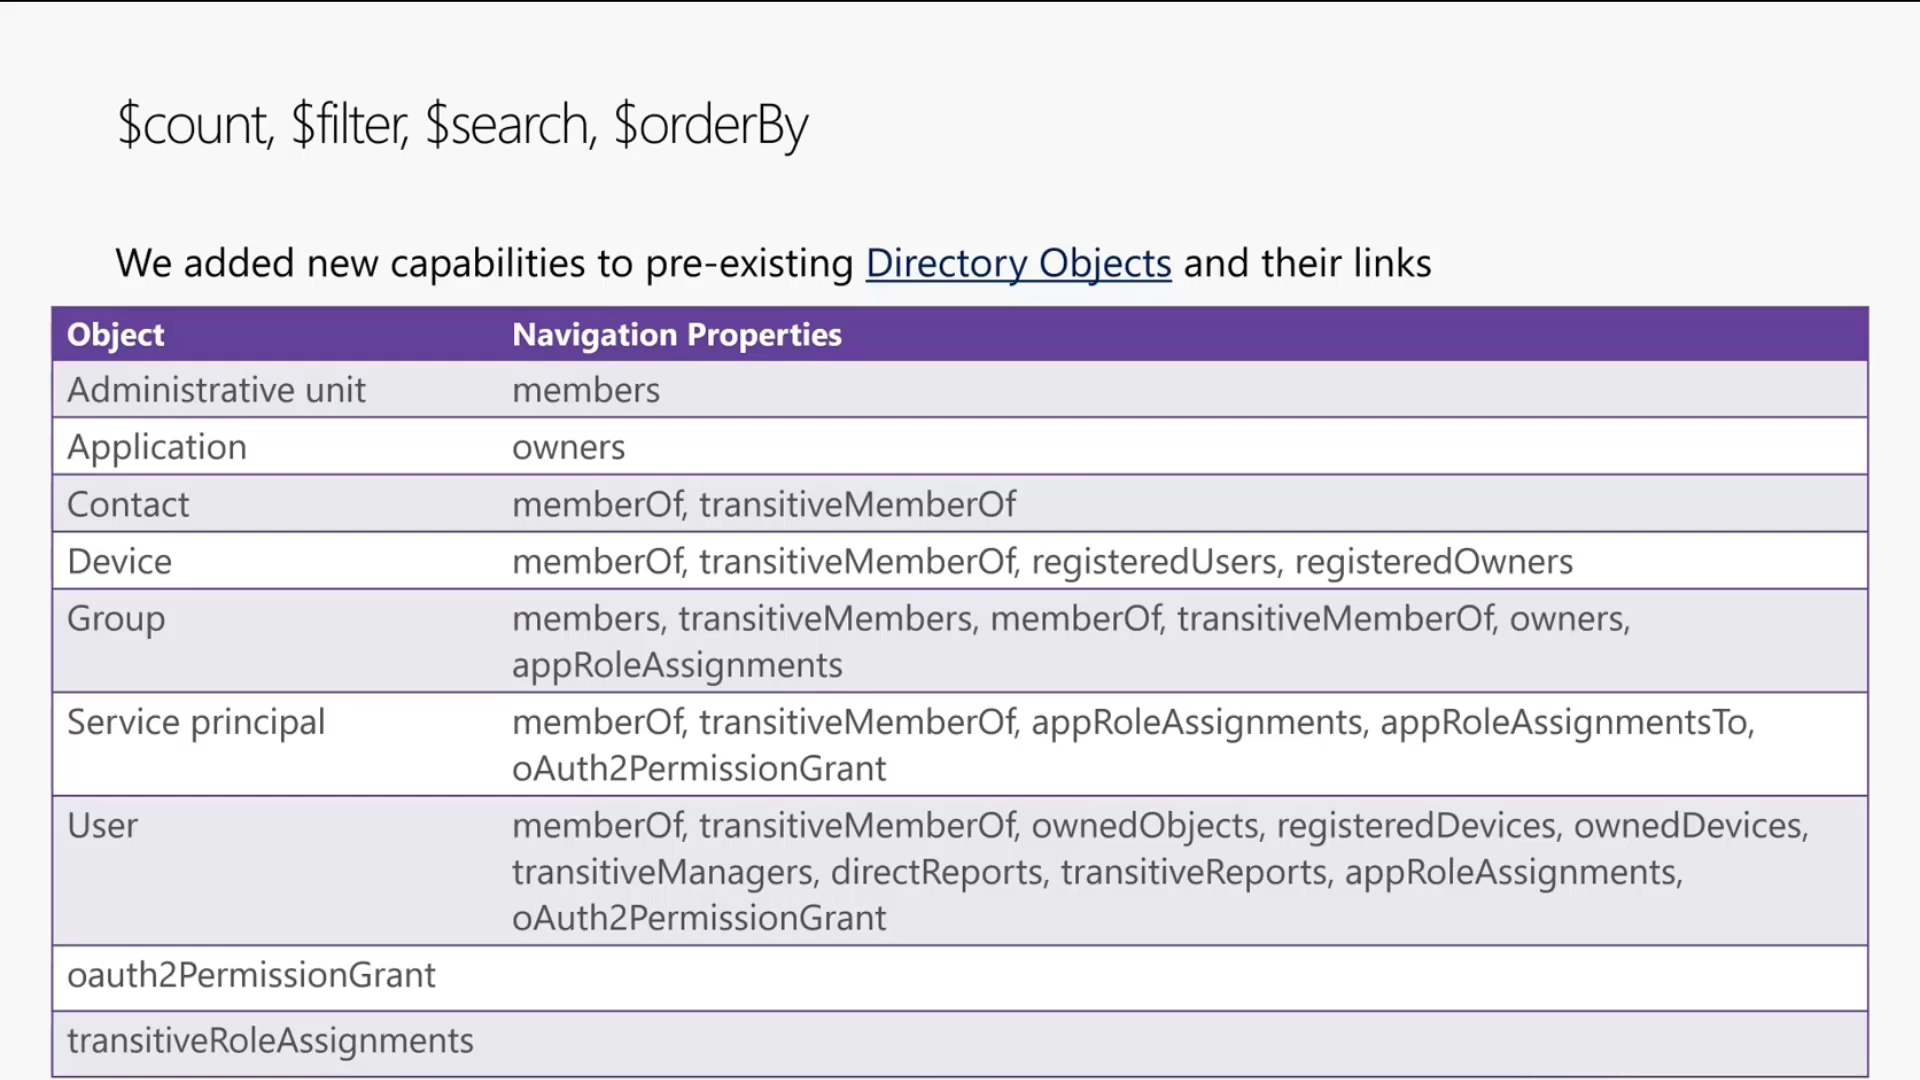 $count, $filter, $search, $orderBy
We added new capabilities to pre-existing Directory Objects and their links
Object Navigation Properties
Administrative unit members
Application owners
Contact memberOf, transitiveMemberOf
Device memberOf, transitiveMemberOf, registeredUsers, registeredOwners
Group members, transitiveMembers, memberOf, transitiveMemberOf, owners,
appRoleAssignments
Service principal memberOf, transitiveMemberOf, appRoleAssignments, appRoleAssignmentsTo,
oAuth2PermissionGrant
User memberOf, transitiveMemberOf, ownedObjects, registeredDevices, ownedDevices,
transitiveManagers, directReports, transitiveReports, appRoleAssignments,
oAuth2PermissionGrant
oauth2PermissionGrant
transitiveRoleAssignments